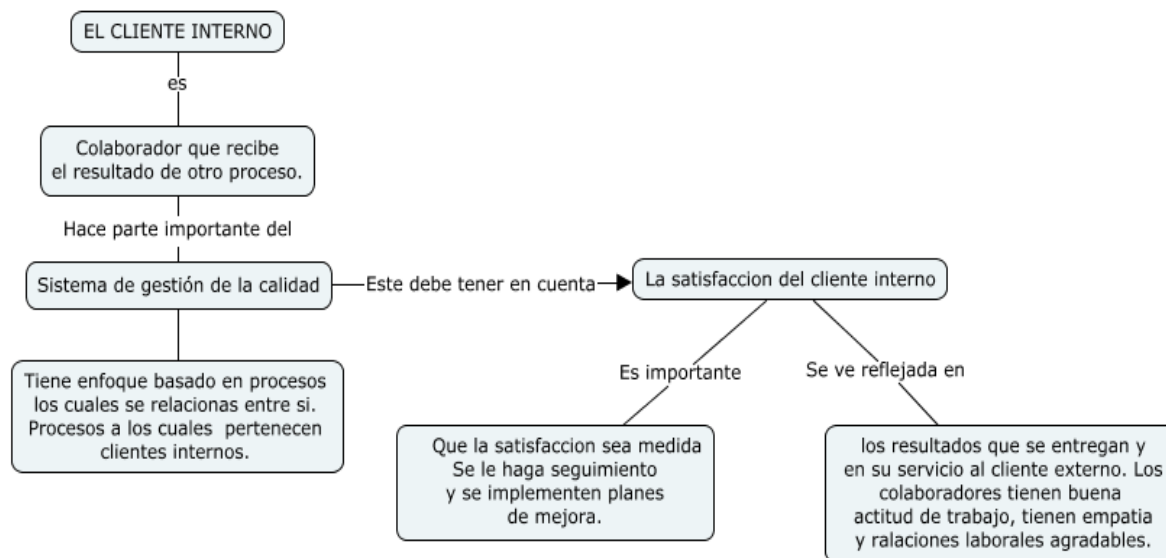 EL CLIENTE INTERNO
es
Colaborador que recibe
el resultado de otro proceso.
Hace parte importante del
Sistema de gestión de la calidad
Este debe tener en cuenta
La satisfaccion del cliente interno
Tiene enfoque basado en procesos
los cuales se relacionas entre si.
Procesos a los cuales pertenecen
clientes internos.
Es importante
Que la satisfaccion sea medida
Se le haga seguimiento
y se implementen planes
de mejora.
Se ve reflejada en
los resultados que se entregan y
en su servicio al cliente externo. Los
colaboradores tienen buena
actitud de trabajo, tienen empatia
y ralaciones laborales agradables.